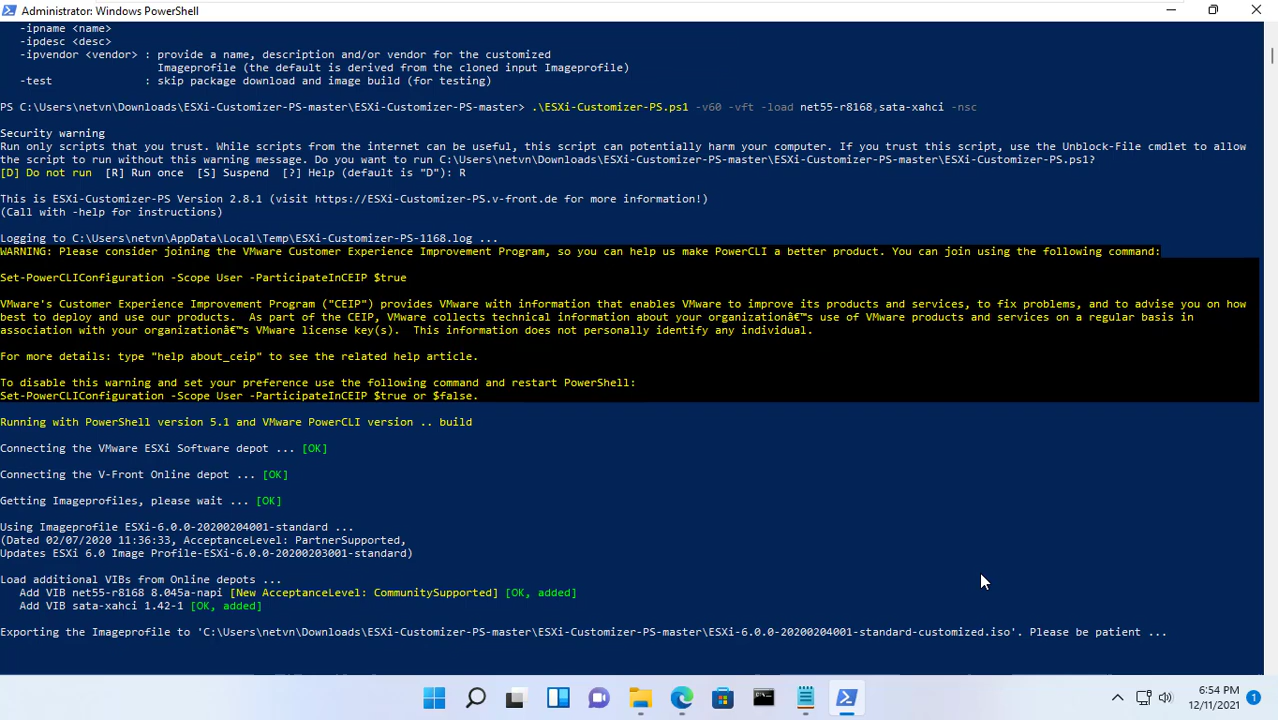 Administrator: Windows PowerShell
-ipname <name>
-ipdesc <desc>
-ipvendor <vendor> : provide a name, description and/or vendor for the customized
Imageprofile (the default is derived from the cloned input Imageprofile)
-test : skip package download and image build (for testing)
PS C:\Users\netvn\Downloads\ESXi-Customizer-PS-master\ESXi-Customizer-PS-master> .\ESXi-Customizer-PS.ps1 -v60 -vft -load net55-r8168,sata-xahci -nsc
Security warning
Run only scripts that you trust. While scripts from the internet can be useful, this script can potentially harm your computer. If you trust this script, use the Unblock-File cmdlet to allow
the script to run without this warning message. Do you want to run C:\Users\netvn\Downloads\ESXi-Customizer-PS-master\ESXi-Customizer-PS-master\ESXi-Customizer-PS.ps1?
[D] Do not run [R] Run once [S] Suspend [?] Help (default is "D"): R
This is ESXi-Customizer-PS Version 2.8.1 (visit https://ESXi-Customizer-PS.v-front.de for more information!)
(Call with -help for instructions)
Logging to C:\Users\netvn\AppData\Local\Temp\ESXi-Customizer-PS-1168.log ...
WARNING: Please consider joining the VMware Customer Experience Improvement Program, so you can help us make PowerCLI a better product. You can join using the following command:
Set-PowerCLIConfiguration -Scope User -ParticipateInCEIP $true
VMware's Customer Experience Improvement Program ("CEIP") provides VMware with information that enables VMware to improve its products and services, to fix problems, and to advise you on how
best to deploy and use our products. As part of the CEIP, VMware collects technical information about your organizationâ€™s use of VMware products and services on a regular basis in
association with your organizationâ€™s VMware license key(s). This information does not personally identify any individual.
For more details: type "help about_ceip" to see the related help article.
To disable this warning and set your preference use the following command and restart PowerShell:
Set-PowerCLIConfiguration -Scope User -ParticipateInCEIP $true or $false.
Running with PowerShell version 5.1 and VMware PowerCLI version .. build
Connecting the VMware ESXi Software depot ... [OK]
Connecting the V-Front Online depot ... [OK]
Getting Imageprofiles, please wait ... [OK]
Using Imageprofile ESXi-6.0.0-20200204001-standard ...
(Dated 02/07/2020 11:36:33, AcceptanceLevel: PartnerSupported,
Updates ESXi 6.0 Image Profile-ESXi-6.0.0-20200203001-standard)
Load additional VIBs from Online depots ...
Add VIB net55-r8168 8.045a-napi [New AcceptanceLevel: CommunitySupported] [OK, added]
Add VIB sata-xahci 1.42-1 [OK, added]
Exporting the Imageprofile to 'C:\Users\netvn\Downloads\ESXi-Customizer-PS-master\ESXi-Customizer-PS-master\ESXi-6.0.0-20200204001-standard-customized.iso'. Please be patient ...
6:54 PM
12/11/2021
1